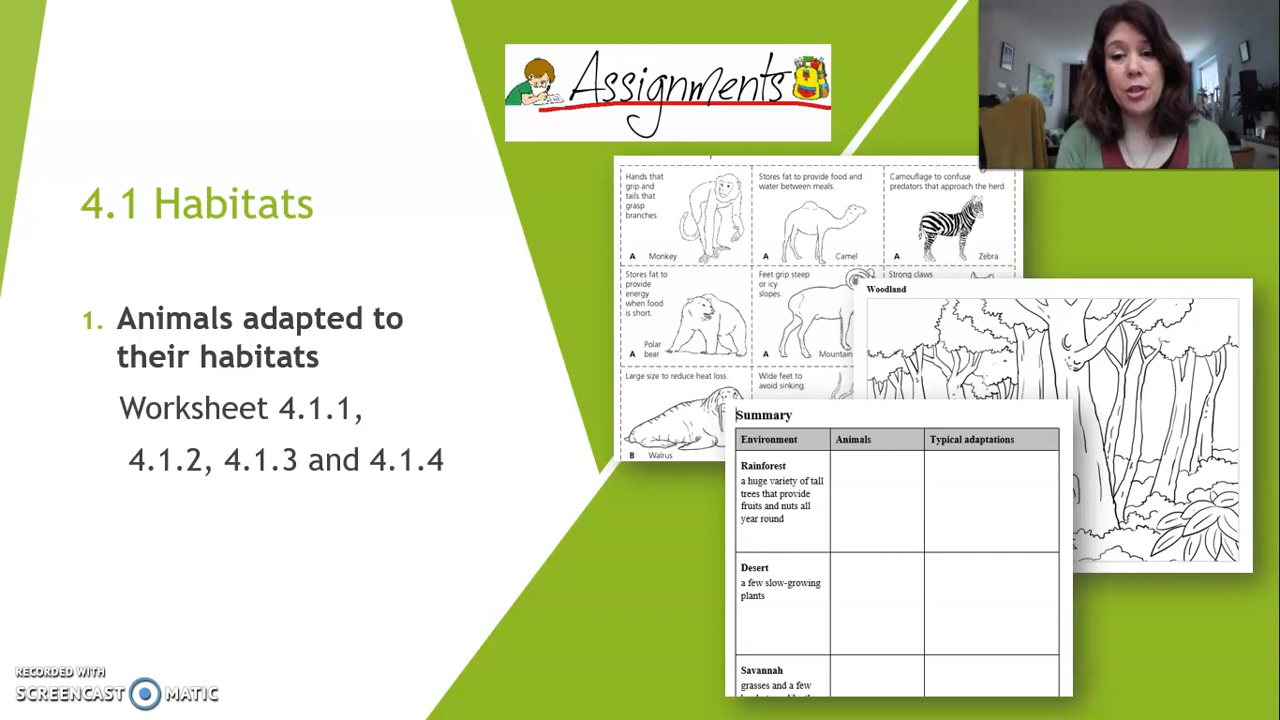 4.1 Habitats
1. Animals adapted to
their habitats
Worksheet 4.1.1,
4.1.2, 4.1.3 and 4.1.4
RECORDED WITH
SCREENCAST MATIC
Assignments
Hands that
grip and
tails that
grasp
branches.
A Monkey
Stores fat to provide food and
water between meals.
A Camel
Camouflage to confuse
predators that approach the herd.
A Zebra
Stores fat to
provide
energy
when food
is short.
A Polar
bear
Feet grip steep
or icy
slopes.
A Mountain
Strong claws
Large size to reduce heat loss.
B Walrus
Wide feet to
avoid sinking.
Woodland
Summary
Environment Animals Typical adaptations
Rainforest
a huge variety of tall
trees that provide
fruits and nuts all
year round
Desert
a few slow-growing
plants
Savannah
grasses and a few